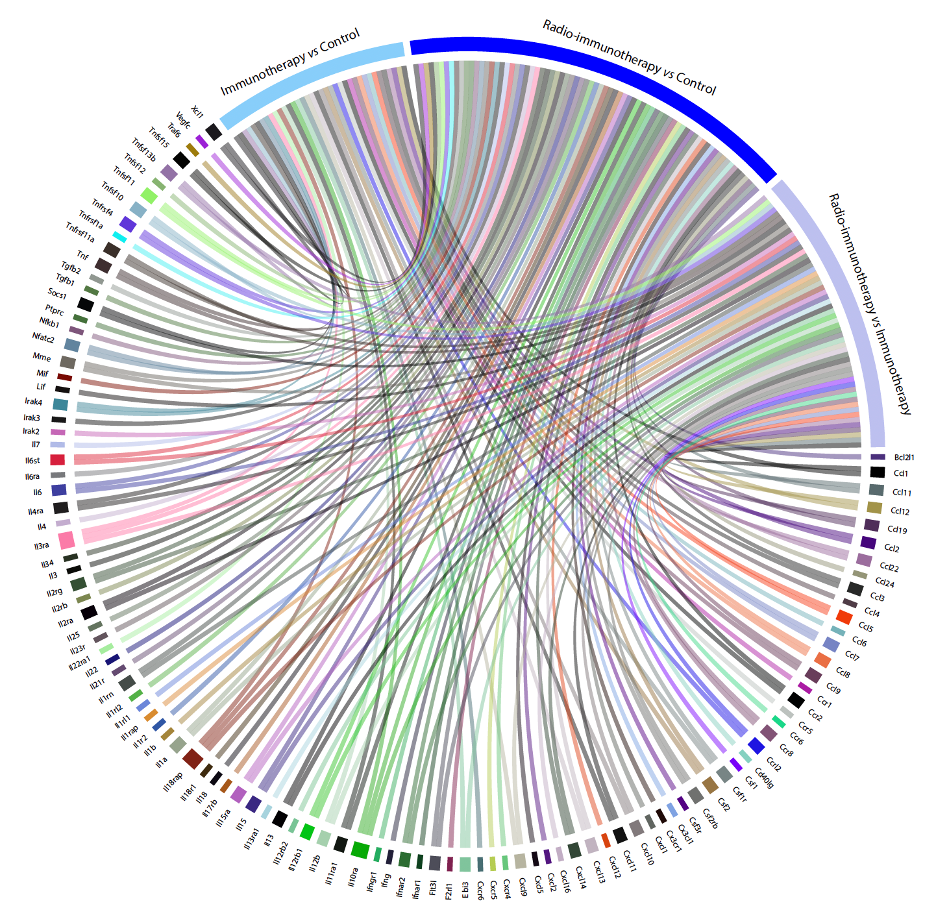 Immunotherapy vs Control
Radio-immunotherapy vs Control
Radio-immunotherapy vs Immunotherapy
Bcl2l1
Ccl1
Ccl11
Ccl12
Ccl19
Ccl2
Ccl22
Ccl24
Ccl3
Ccl4
Ccl5
Ccl6
Ccl7
Ccl8
Ccl9
Ccr1
Ccr2
Ccr5
Ccr6
Ccr8
Ccrl2
Cd40lg
Csf1
Csf1r
Csf2
Csf2rb
Csf3r
Cx3cl1
Cx3cr1
Cxcl1
Cxcl10
Cxcl11
Cxcl12
Cxcl13
Cxcl14
Cxcl16
Cxcl2
Cxcl5
Cxcl9
Cxcr4
Cxcr5
Cxcr6
Ebi3
F2rl1
Flt3l
Ifnar1
Ifnar2
Ifng
Ifngr1
Il10ra
Il11ra1
Il12b
Il12rb1
Il12rb2
Il13
Il13ra1
Il15
Il15ra
Il17rb
Il18
Il18r1
Il18rap
Il1a
Il1b
Il1r2
Il1rap
Il1rl1
Il1rl2
Il1rn
Il21r
Il22
Il22ra1
Il23r
Il25
Il2ra
Il2rb
Il2rg
Il3
Il34
Il3ra
Il4
Il4ra
Il6
Il6ra
Il6st
Il7
Irak2
Irak3
Irak4
Lif
Mif
Mme
Nfatc2
Nfkb1
Ptprc
Socs1
Tgfb1
Tgfb2
Tnf
Tnfrsf11a
Tnfrsf1a
Tnfrsf4
Tnfsf10
Tnfsf11
Tnfsf12
Tnfsf13b
Tnfsf15
Traf6
Vegfc
Xcl1